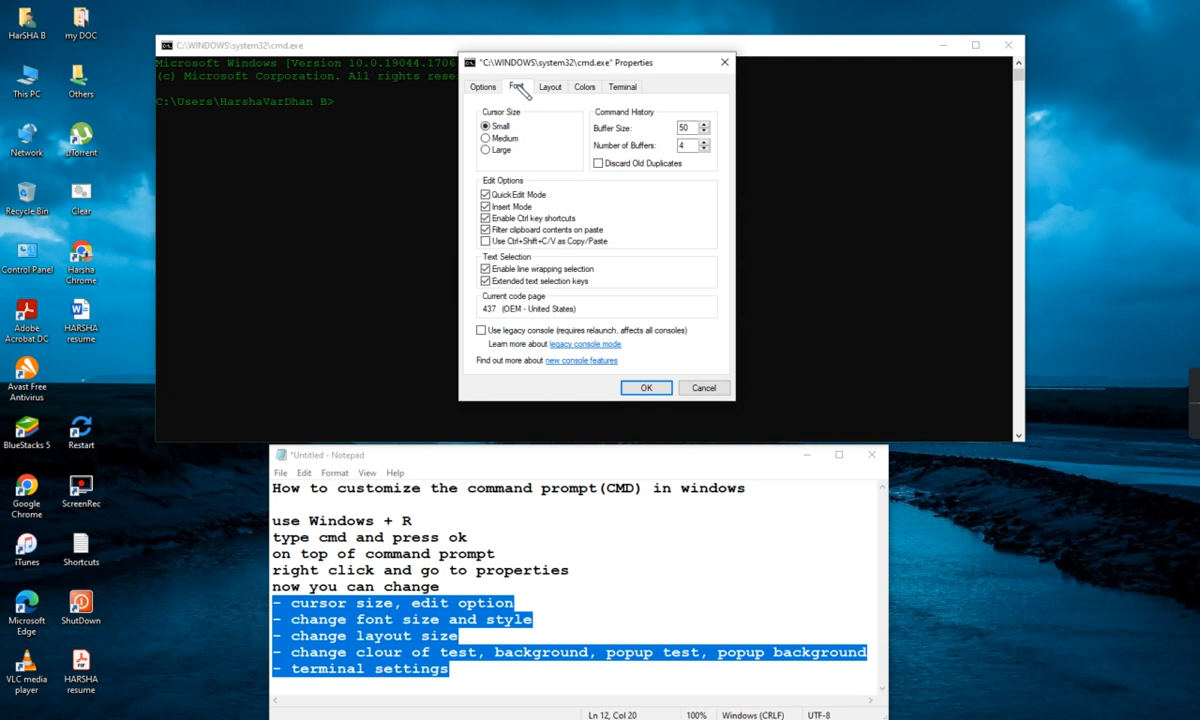 HarSHA B
my DOC
This PC
Others
Network
µTorrent
Recycle Bin
Clear
Control Panel
Harsha
Chrome
Adobe
Acrobat DC
HARSHA
resume
Avast Free
Antivirus
BlueStacks 5
Restart
Google
Chrome
ScreenRec
iTunes
Shortcuts
Microsoft
Edge
ShutDown
VLC media
player
HARSHA
resume
C:\WINDOWS\system32\cmd.exe
Microsoft Windows [Version 10.0.19044.1706
(c) Microsoft Corporation. All rights rese
C:\Users\HarshaVarDhan B>
"C:\WINDOWS\system32\cmd.exe" Properties
Options Font Layout Colors Terminal
Cursor Size
Small
Medium
Large
Command History
Buffer Size: 50
Number of Buffers: 4
Discard Old Duplicates
Edit Options
QuickEdit Mode
Insert Mode
Enable Ctrl key shortcuts
Filter clipboard contents on paste
Use Ctrl+Shift+C/V as Copy/Paste
Text Selection
Enable line wrapping selection
Extended text selection keys
Current code page
437 (OEM - United States)
Use legacy console (requires relaunch, affects all consoles)
Learn more about legacy console mode
Find out more about new console features
OK Cancel
*Untitled - Notepad
File Edit Format View Help
How to customize the command prompt(CMD) in windows
use Windows + R
type cmd and press ok
on top of command prompt
right click and go to properties
now you can change
- cursor size, edit option
- change font size and style
- change layout size
- change clour of test, background, popup test, popup background
- terminal settings
Ln 12, Col 20 100% Windows (CRLF) UTF-8